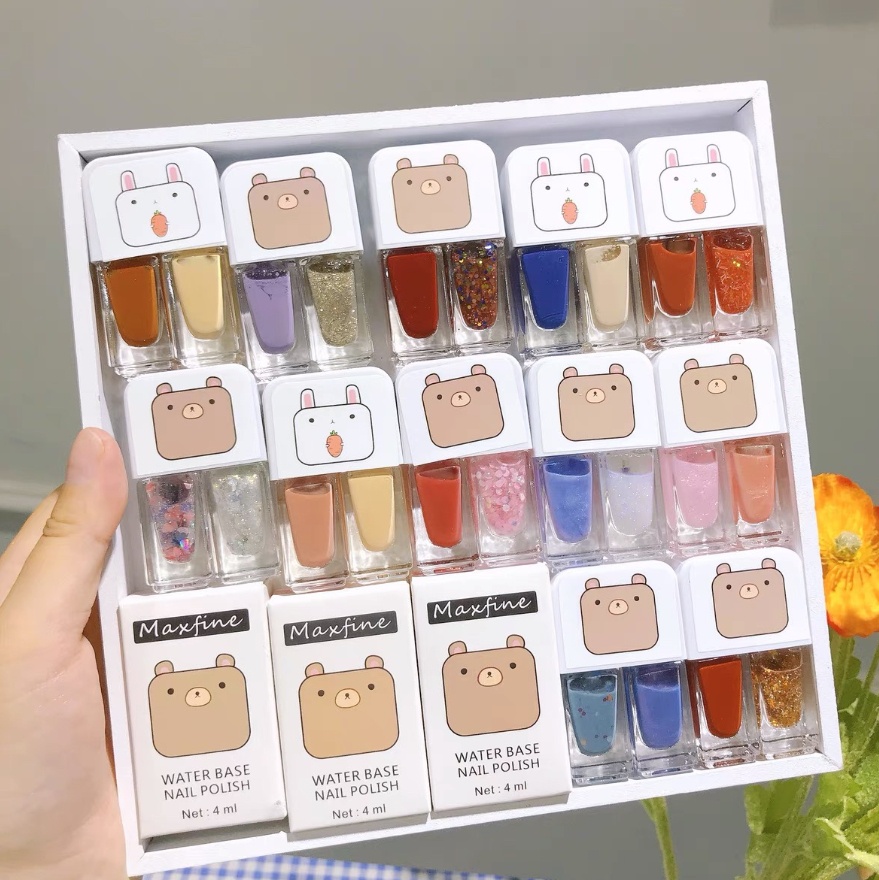 Maxfine
WATER BASE
NAIL POLISH
Net : 4 ml
Maxfine
WATER BASE
NAIL POLISH
Net : 4 ml
Maxfine
WATER BASE
NAIL POLISH
Net : 4 ml